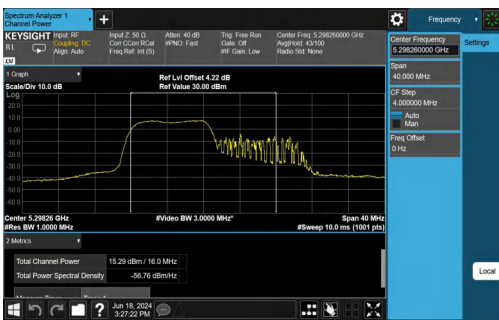 Spectrum Analyzer 1
Channel Power
+
Frequency
KEYSIGHT
Input: RF
Coupling: DC
Align: Auto
RL
Input Z: 50 Ω
Corr CCorr RCal
Freq Ref: Int (S)
Atten: 40 dB
#PNO: Fast
Trig: Free Run
Gate: Off
#IF Gain: Low
Center Freq: 5.298260000 GHz
Avg|Hold: 43/100
Radio Std: None
Center Frequency
5.298260000 GHz
Settings
Span
40.000 MHz
CF Step
4.000000 MHz
Auto
Man
Freq Offset
0 Hz
1 Graph
Scale/Div 10.0 dB
Ref Lvl Offset 4.22 dB
Ref Value 30.00 dBm
Log
20.0
10.0
0.00
-10.0
-20.0
-30.0
-40.0
-50.0
-60.0
Center 5.29826 GHz
#Video BW 3.0000 MHz*
Span 40 MHz
#Res BW 1.0000 MHz
#Sweep 10.0 ms (1001 pts)
2 Metrics
Total Channel Power
15.29 dBm / 16.0 MHz
Total Power Spectral Density
-56.76 dBm/Hz
Local
?
Jun 18, 2024
3:27:22 PM